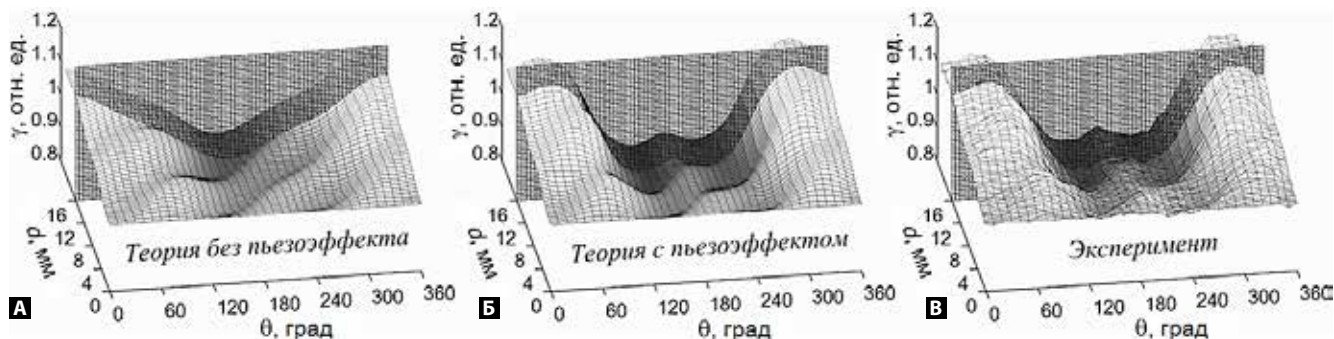 1.2
1.1
1
0.9
0.8
γ, отн. ед.
16
12
8
4
0
ρ, мм
0 60 120 180 240 300 360
θ, град
Теория без пьезоэффекта
А
1.2
1.1
1
0.9
0.8
γ, отн. ед.
16
12
8
4
0
ρ, мм
0 60 120 180 240 300 360
θ, град
Теория с пьезоэффектом
Б
1.2
1.1
1
0.9
0.8
γ, отн. ед.
16
12
8
4
0
ρ, мм
0 60 120 180 240 300 360
θ, град
Эксперимент
В